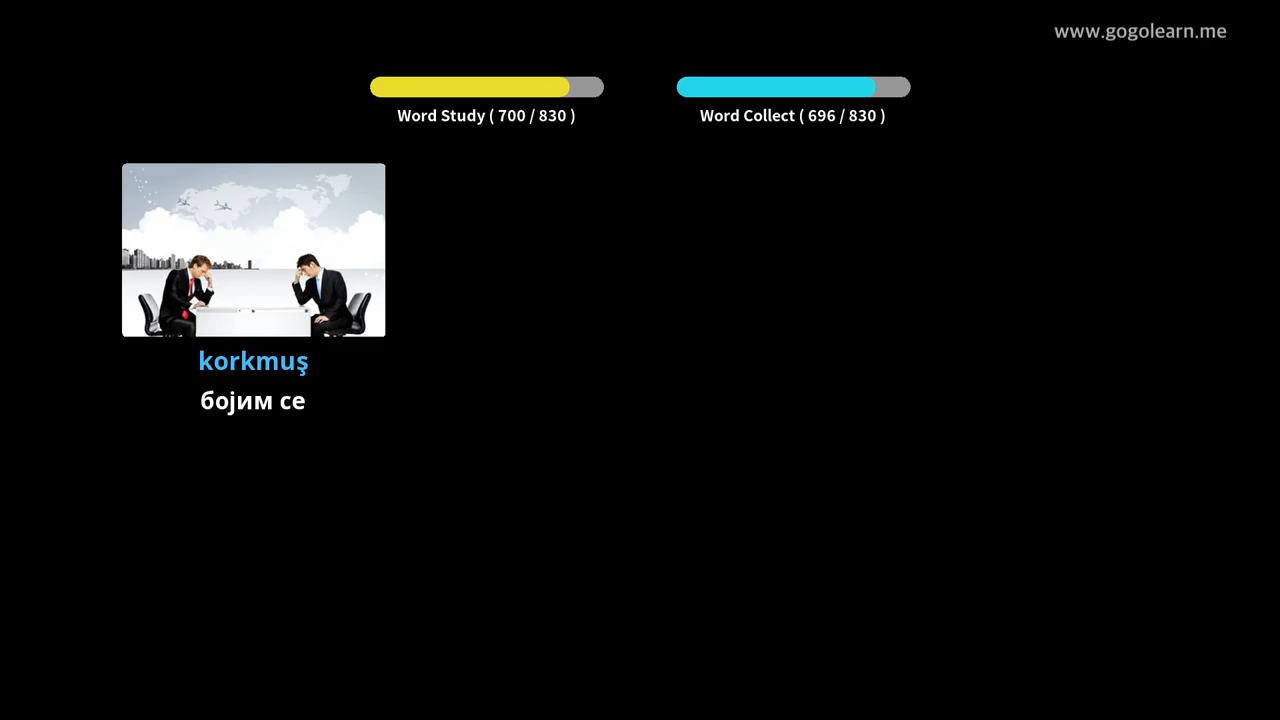 www.gogolearn.me
Word Study ( 700 / 830 )
Word Collect ( 696 / 830 )
korkmuş
бојим се